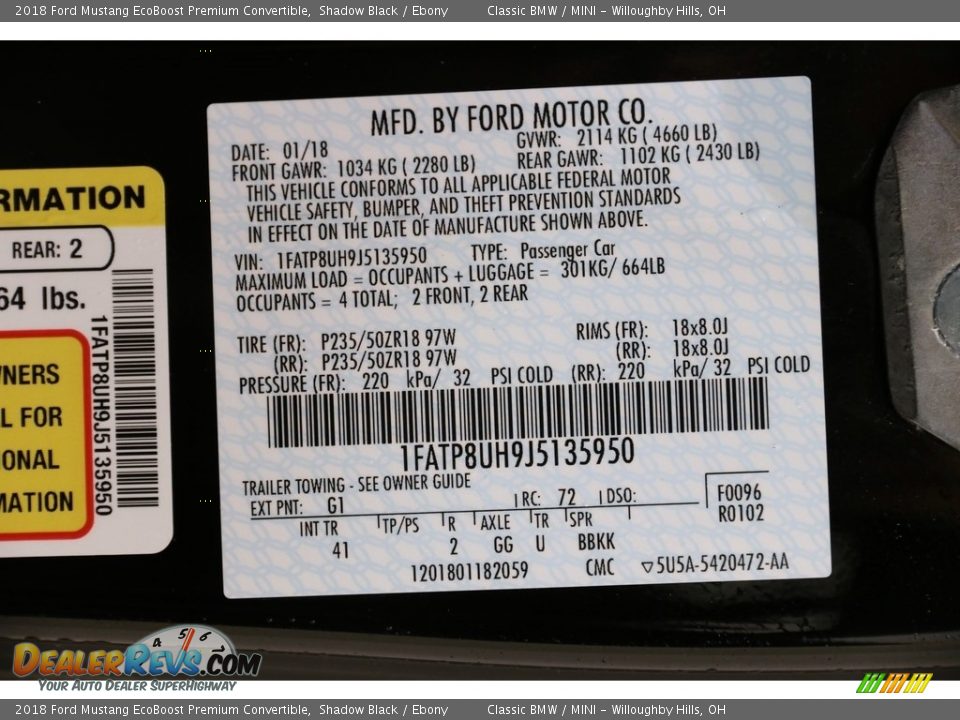 2018 Ford Mustang EcoBoost Premium Convertible, Shadow Black / Ebony Classic BMW / MINI - Willoughby Hills, OH
RMATION
REAR: 2
64 lbs.
WNERS
L FOR
ONAL
MATION
1FATP8UH9J5135950
MFD. BY FORD MOTOR CO.
DATE: 01/18 GVWR: 2114 KG ( 4660 LB)
FRONT GAWR: 1034 KG ( 2280 LB) REAR GAWR: 1102 KG ( 2430 LB)
THIS VEHICLE CONFORMS TO ALL APPLICABLE FEDERAL MOTOR
VEHICLE SAFETY, BUMPER, AND THEFT PREVENTION STANDARDS
IN EFFECT ON THE DATE OF MANUFACTURE SHOWN ABOVE.
VIN: 1FATP8UH9J5135950 TYPE: Passenger Car
MAXIMUM LOAD = OCCUPANTS + LUGGAGE = 301KG/ 664LB
OCCUPANTS = 4 TOTAL; 2 FRONT, 2 REAR
TIRE (FR): P235/50ZR18 97W RIMS (FR): 18x8.0J
(RR): P235/50ZR18 97W (RR): 18x8.0J
PRESSURE (FR): 220 kPa/ 32 PSI COLD (RR): 220 kPa/ 32 PSI COLD
1FATP8UH9J5135950
TRAILER TOWING - SEE OWNER GUIDE
EXT PNT: G1 RC: 72 DSO: F0096
R0102
INT TR TP/PS R AXLE TR SPR
41 2 GG U BBKK
1201801182059 CMC 5U5A-5420472-AA
4 5 6
DEALERREVS.COM
YOUR AUTO DEALER SUPERHIGHWAY
2018 Ford Mustang EcoBoost Premium Convertible, Shadow Black / Ebony Classic BMW / MINI - Willoughby Hills, OH